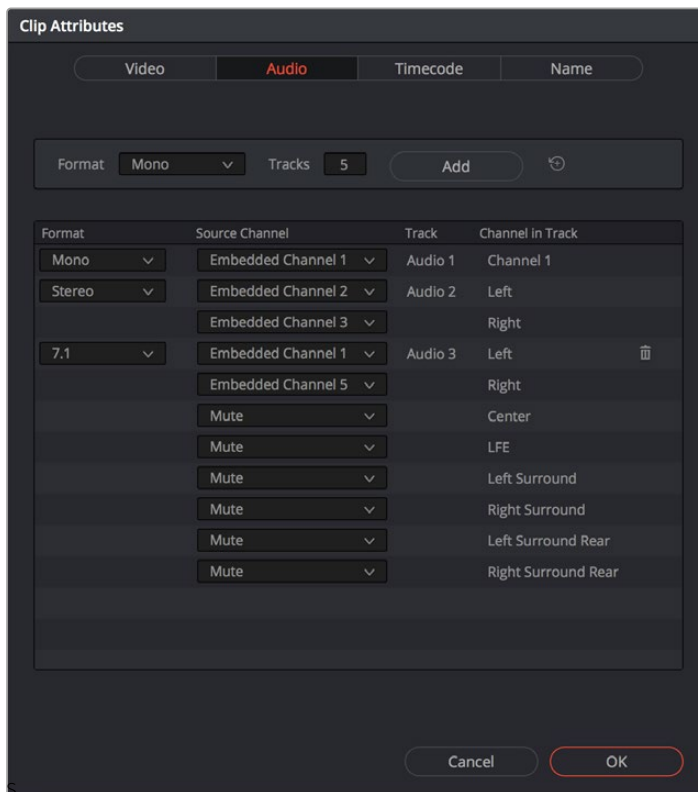 Clip Attributes
Video Audio Timecode Name
Format Mono Tracks 5 Add
Format Source Channel Track Channel in Track
Mono Embedded Channel 1 Audio 1 Channel 1
Stereo Embedded Channel 2 Audio 2 Left
Embedded Channel 3 Right
7.1 Embedded Channel 1 Audio 3 Left
Embedded Channel 5 Right
Mute Center
Mute LFE
Mute Left Surround
Mute Right Surround
Mute Left Surround Rear
Mute Right Surround Rear
Cancel OK
s